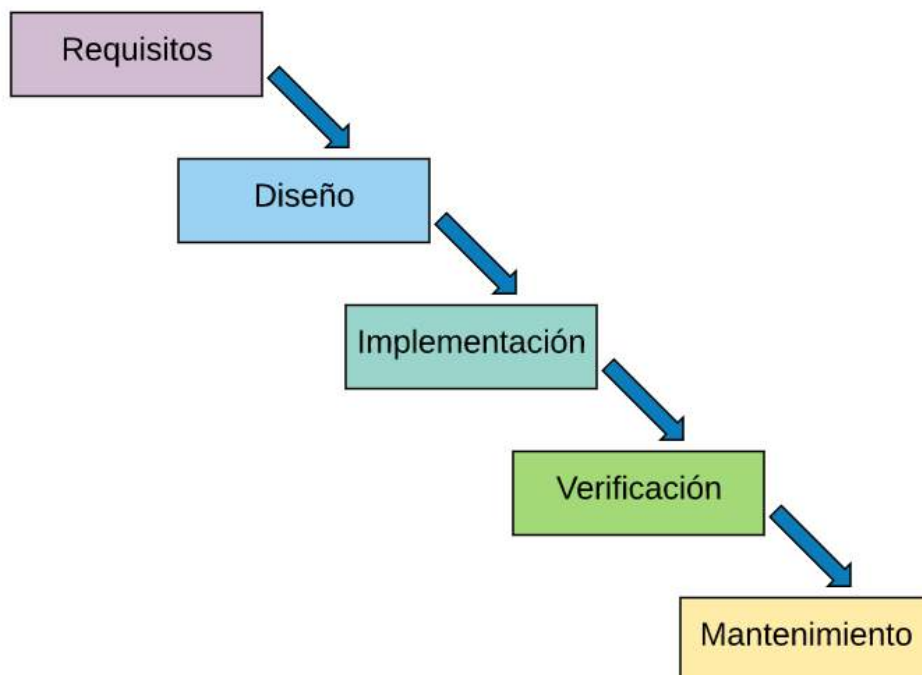 Requisitos
Diseño
Implementación
Verificación
Mantenimiento